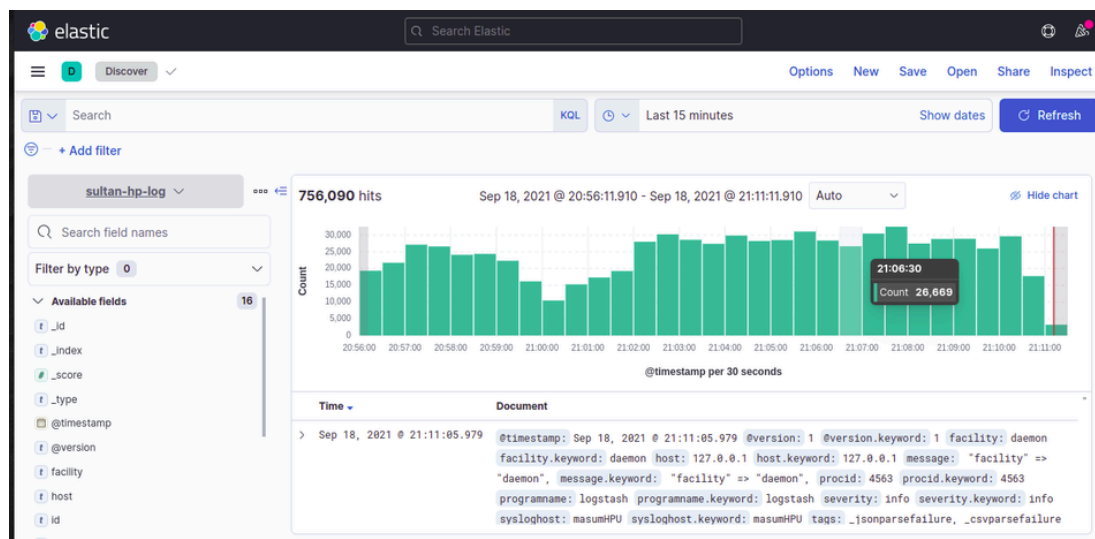 elastic
Search Elastic
D
Discover
Options New Save Open Share Inspect
Search
KQL
Last 15 minutes
Show dates
Refresh
+ Add filter
sultan-hp-log
756,090 hits
Sep 18, 2021 @ 20:56:11.910 - Sep 18, 2021 @ 21:11:11.910
Auto
Hide chart
Search field names
Filter by type 0
Available fields 16
t _id
t _index
# _score
t _type
@timestamp
t @version
t facility
t host
t id
Count
30,000
25,000
20,000
15,000
10,000
5,000
0
20:56:00 20:57:00 20:58:00 20:59:00 21:00:00 21:01:00 21:02:00 21:03:00 21:04:00 21:05:00 21:06:00 21:07:00 21:08:00 21:09:00 21:10:00 21:11:00
21:06:30
Count 26,669
@timestamp per 30 seconds
Time Document
Sep 18, 2021 @ 21:11:05.979
@timestamp: Sep 18, 2021 @ 21:11:05.979 @version: 1 @version.keyword: 1 facility: daemon
facility.keyword: daemon host: 127.0.0.1 host.keyword: 127.0.0.1 message: "facility" =>
"daemon", message.keyword: "facility" => "daemon", procid: 4563 procid.keyword: 4563
programname: logstash programname.keyword: logstash severity: info severity.keyword: info
sysloghost: masumHPU sysloghost.keyword: masumHPU tags: _jsonparsefailure, _csvparsefailure